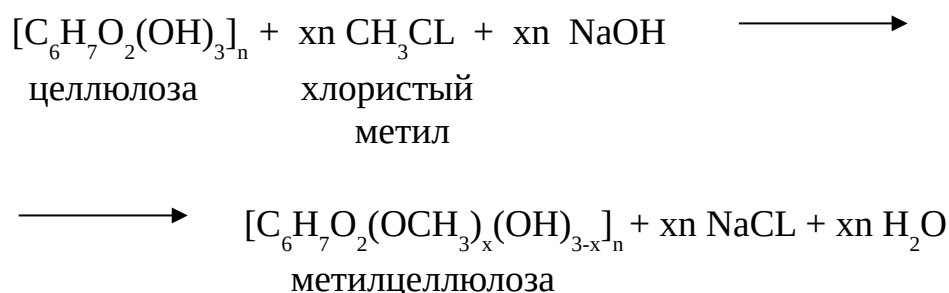 [C₆H₇O₂(OH)₃]ₙ + xn CH₃CL + xn NaOH
целлюлоза хлористый
метил
[C₆H₇O₂(OCH₃)ₓ(OH)₃₋ₓ]ₙ + xn NaCL + xn H₂O
метилцеллюлоза